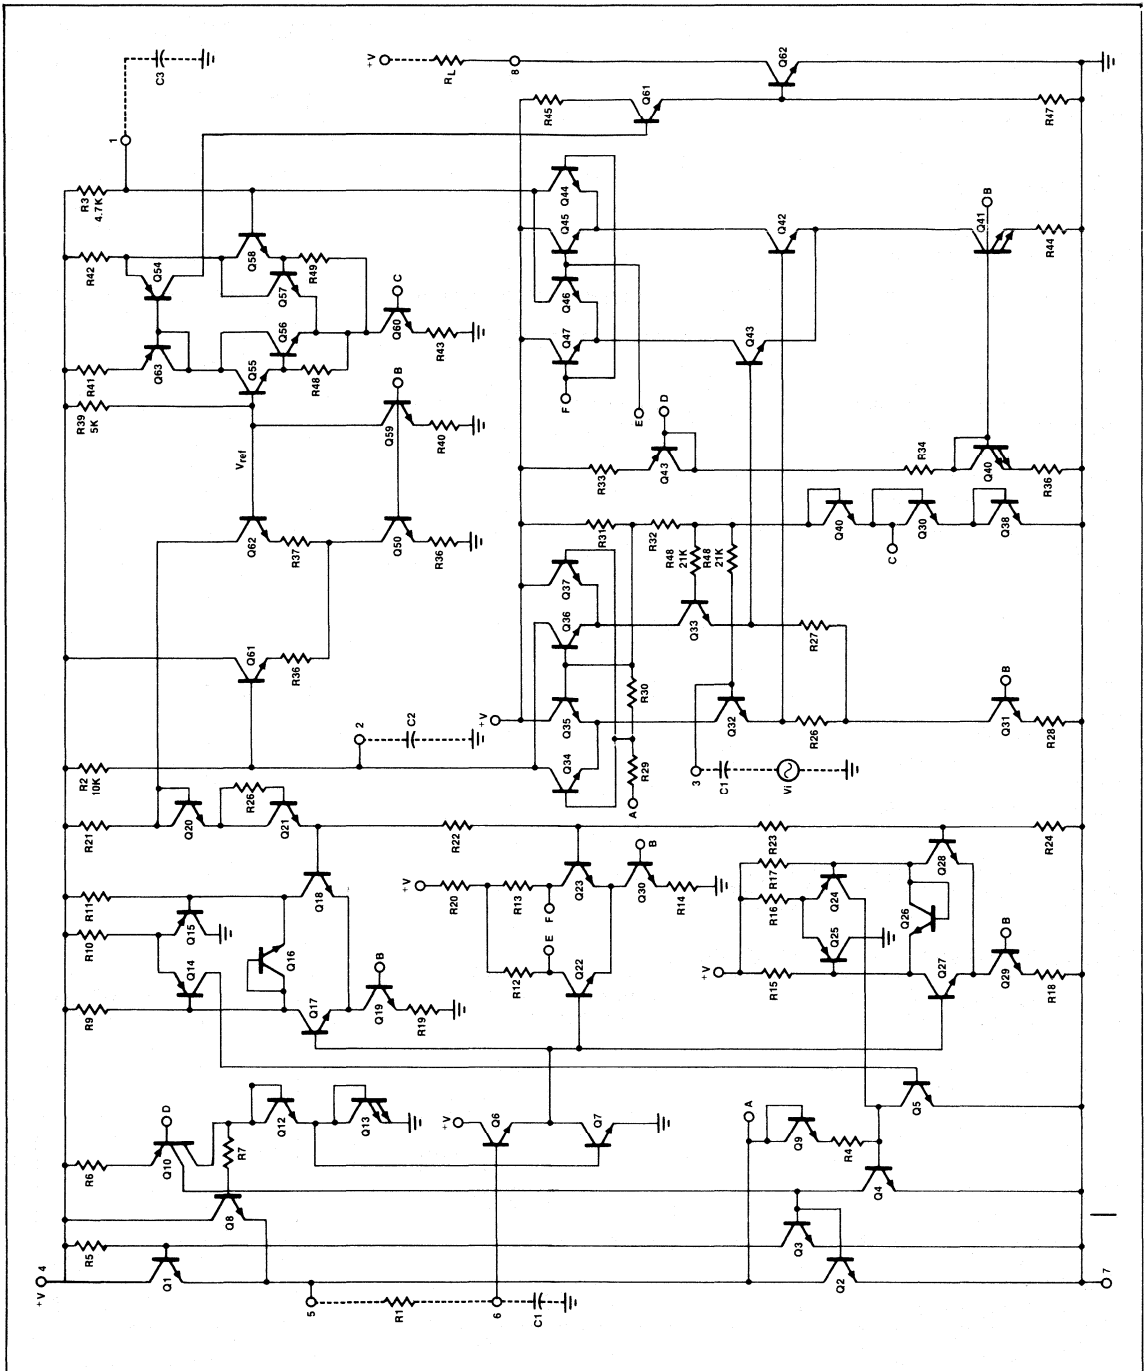 +V
4
R5
Q1
R6
Q10
D
Q8
R7
Q12
Q13
5
R1
6
C1
+V
Q6
Q7
A
Q9
R4
Q3
Q2
Q4
Q5
7
R9
R10
R11
Q14
Q15
Q16
Q17
Q18
Q19
B
R19
R21
Q20
R26
Q21
R22
+V
R20
R13
R12
E
F
Q22
Q23
Q30
B
R14
R23
+V
R15
R16
R17
Q25
Q24
Q26
Q27
Q28
Q29
B
R18
R24
R2
10K
2
C2
Q61
R36
Q62
R37
Q50
R36
Vref
R39
5K
Q59
B
R40
R41
Q63
Q54
R42
Q55
Q56
Q57
Q58
R48
R49
Q60
C
R43
R3
4.7K
1
C3
+V
RL
8
Q62
R45
Q61
R47
+V
Q34
Q35
Q36
Q37
R29
A
R30
R31
R32
3
C1
Vi
Q32
Q33
R48
21K
R48
21K
R26
R27
Q31
B
R28
Q40
C
Q30
Q38
R33
Q43
D
R34
Q40
R36
F
E
Q47
Q46
Q45
Q44
Q43
Q42
Q41
B
R44